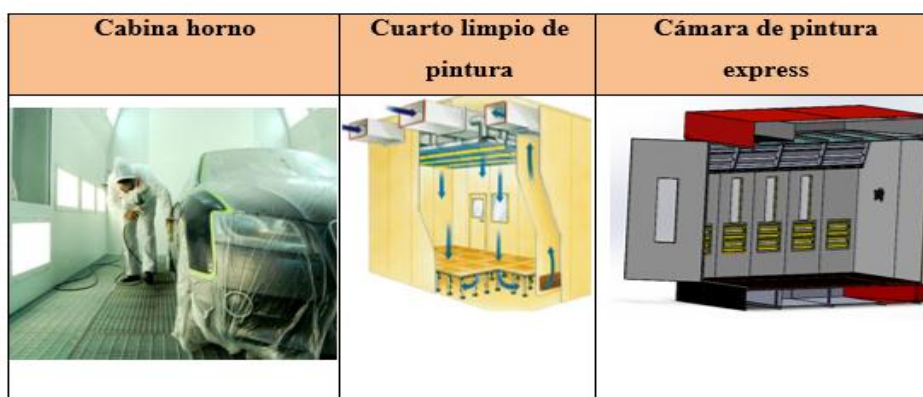 Cabina horno
Cuarto limpio de
pintura
Cámara de pintura
express